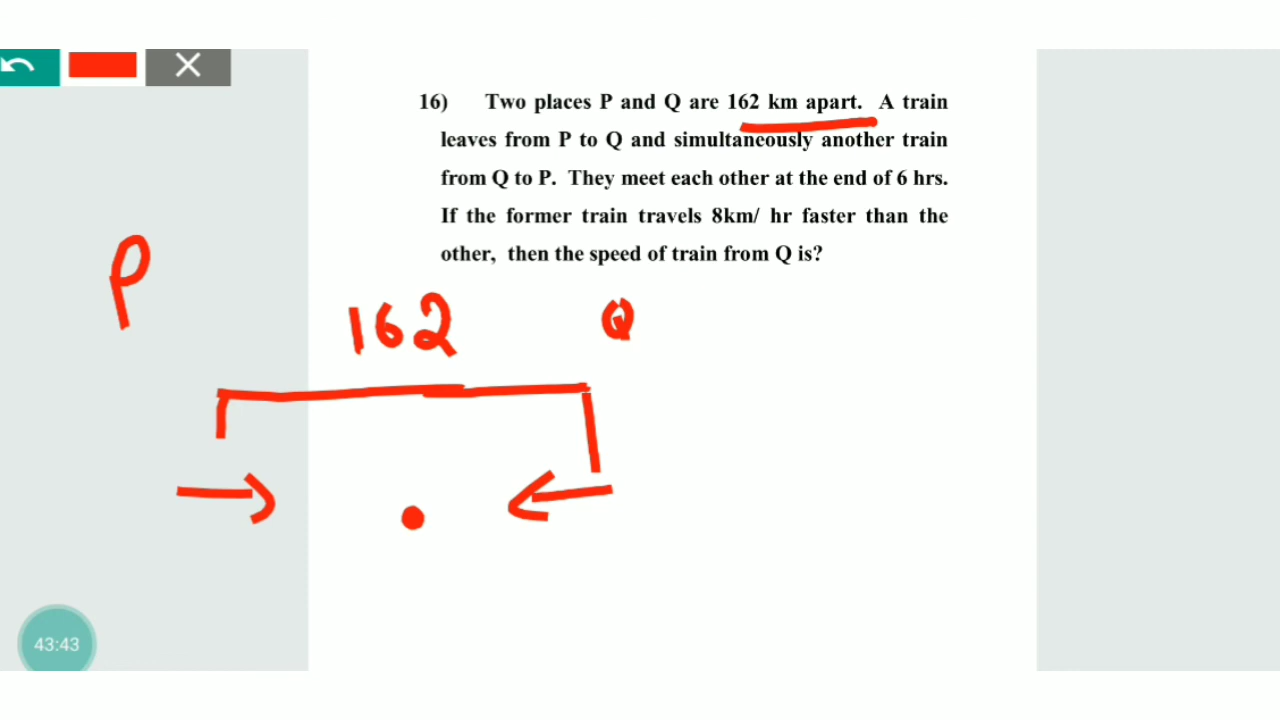 16) Two places P and Q are 162 km apart. A train
leaves from P to Q and simultaneously another train
from Q to P. They meet each other at the end of 6 hrs.
If the former train travels 8km/ hr faster than the
other, then the speed of train from Q is?
P
162
Q
43:43